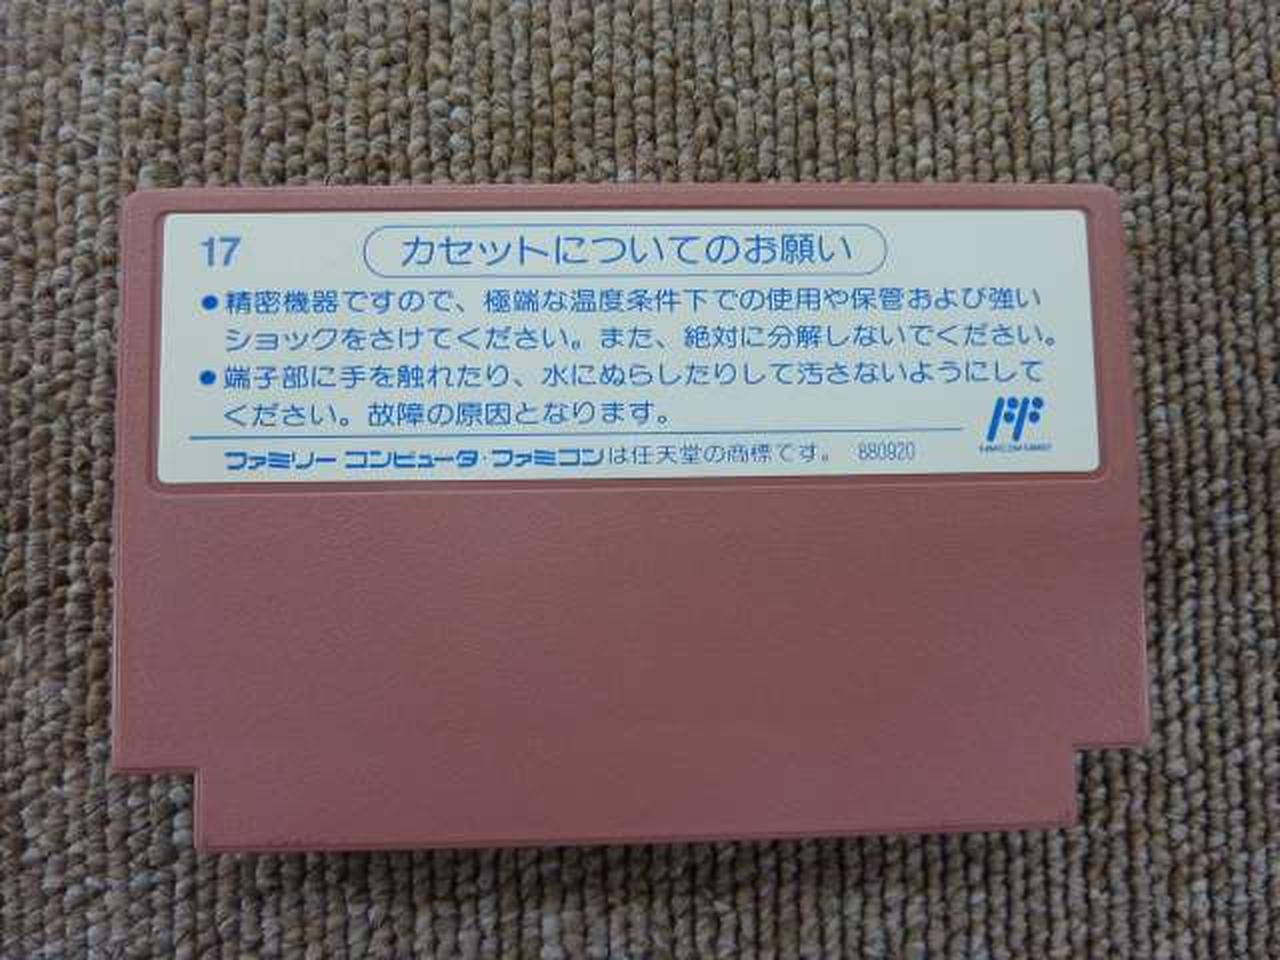 17
カセットについてのお願い
●精密機器ですので、極端な温度条件下での使用や保管および強い
ショックをさけてください。また、絶対に分解しないでください。
●端子部に手を触れたり、水にぬらしたりして汚さないようにして
ください。故障の原因となります。
ファミリー コンピュータ・ファミコンは任天堂の商標です。 880920